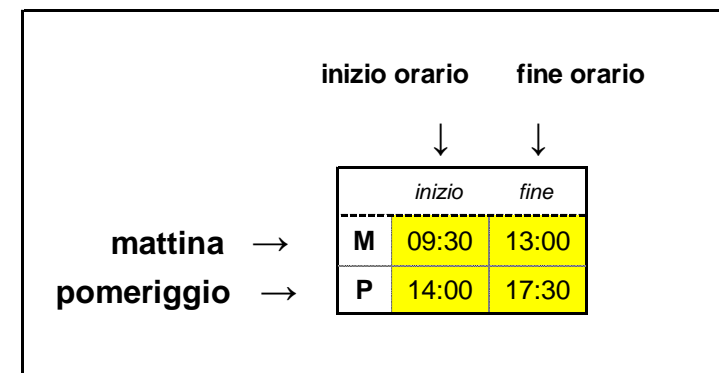 inizio orario fine orario
↓ ↓
inizio fine
mattina → M 09:30 13:00
pomeriggio → P 14:00 17:30